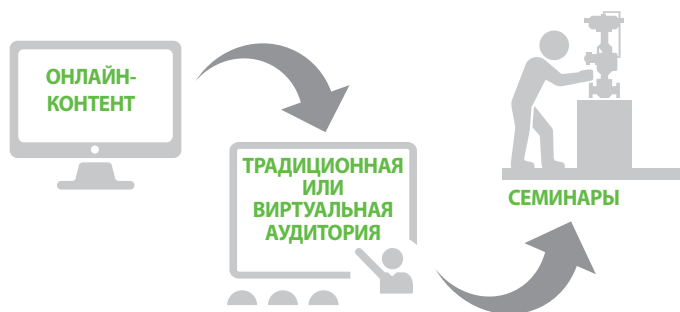 ОНЛАЙН-
КОНТЕНТ
ТРАДИЦИОННАЯ
ИЛИ
ВИРТУАЛЬНАЯ
АУДИТОРИЯ
СЕМИНАРЫ